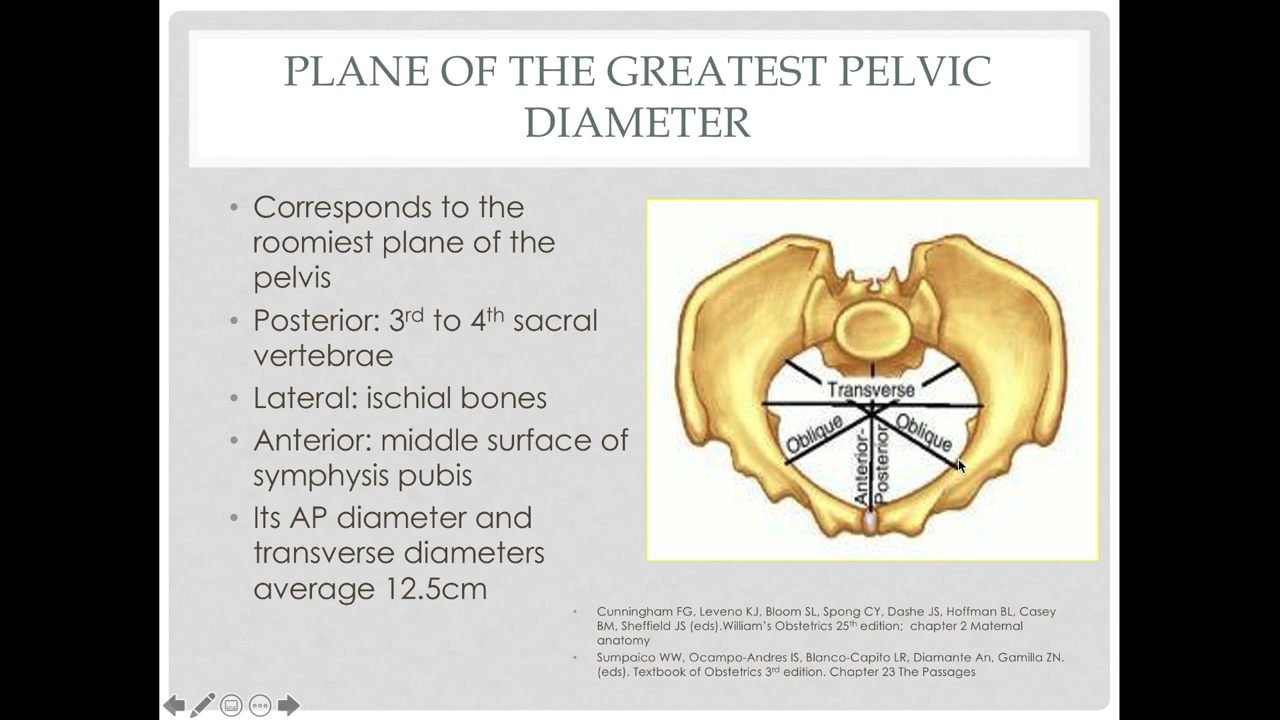 PLANE OF THE GREATEST PELVIC
DIAMETER
• Corresponds to the
roomiest plane of the
pelvis
• Posterior: 3rd to 4th sacral
vertebrae
• Lateral: ischial bones
• Anterior: middle surface of
symphysis pubis
• Its AP diameter and
transverse diameters
average 12.5cm
Transverse
Oblique
Oblique
Anterior-
Posterior
• Cunningham FG, Leveno KJ, Bloom SL, Spong CY, Dashe JS, Hoffman BL, Casey
BM, Sheffield JS (eds).William's Obstetrics 25th edition; chapter 2 Maternal
anatomy
• Sumpaico WW, Ocampo-Andres IS, Blanco-Capito LR, Diamante An, Gamilla ZN.
(eds). Textbook of Obstetrics 3rd edition. Chapter 23 The Passages